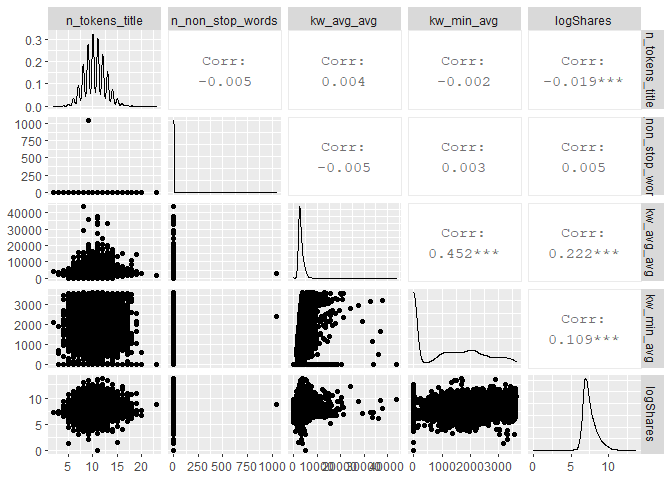 n_tokens_title n_non_stop_words kw_avg_avg kw_min_avg logShares
0.3
0.2
0.1
0.0
Corr:
-0.005
Corr:
0.004
Corr:
-0.002
Corr:
-0.019***
n_tokens_title
1000
750
500
250
0
Corr:
-0.005
Corr:
0.003
Corr:
0.005
non_stop_wor
40000
30000
20000
10000
0
Corr:
0.452***
Corr:
0.222***
kw_avg_avg
3000
2000
1000
0
Corr:
0.109***
kw_min_avg
10
5
0
logShares
5 10 15 20
0 250 500 750 1000
0 10000 20000 30000 40000
0 1000 2000 3000
0 5 10